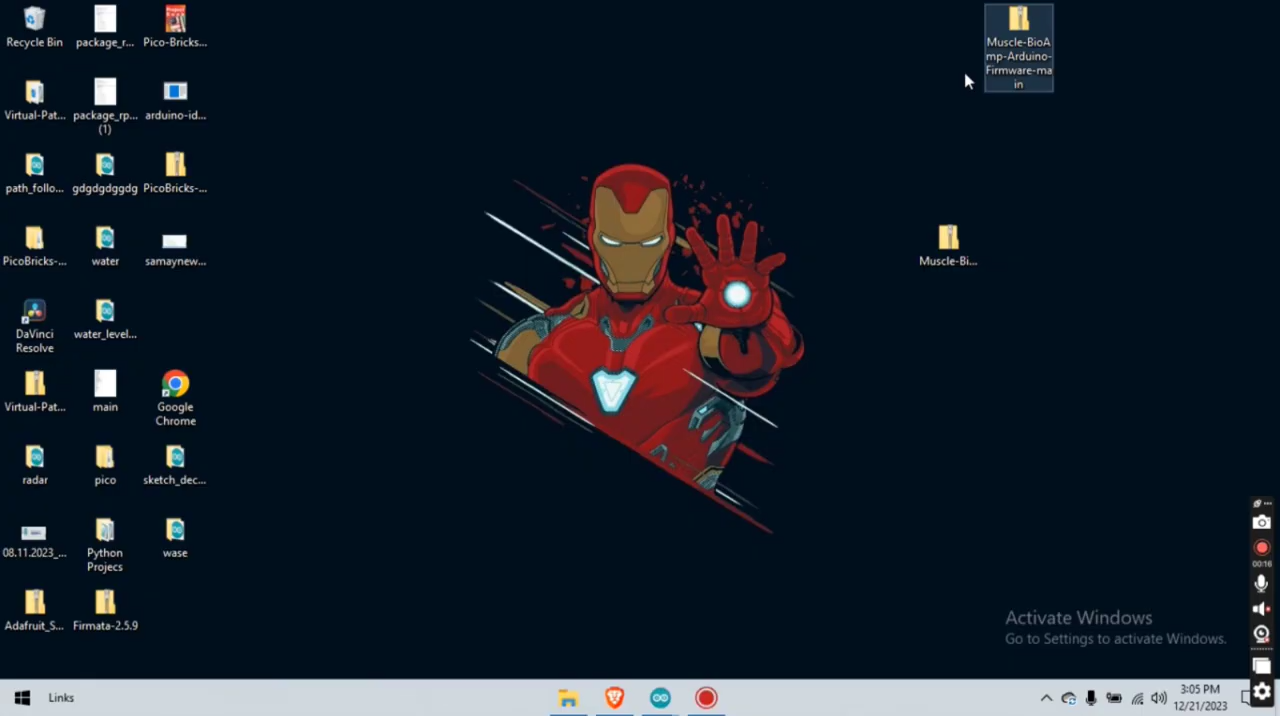 Recycle Bin
package_r...
Pico-Bricks...
Virtual-Pat...
package_rp...
(1)
arduino-id...
path_follo...
gdgdgdggdg
PicoBricks-...
PicoBricks-...
water
samaynew...
DaVinci
Resolve
water_level...
Virtual-Pat...
main
Google
Chrome
radar
pico
sketch_dec...
08.11.2023_...
Python
Projecs
wase
Adafruit_S...
Firmata-2.5.9
Muscle-BioA
mp-Arduino-
Firmware-ma
in
Muscle-Bi...
00:16
Activate Windows
Go to Settings to activate Windows.
Links
3:05 PM
12/21/2023